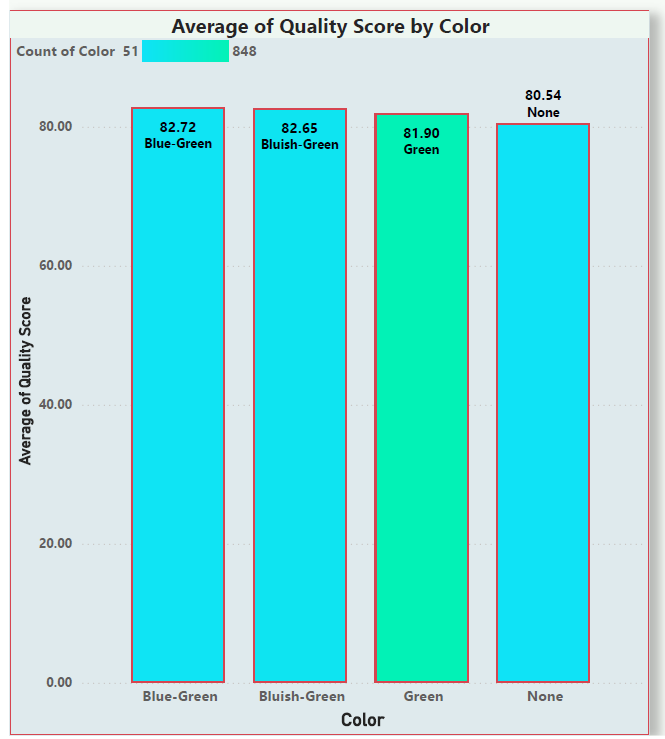 Average of Quality Score by Color
Count of Color 51 848
80.54
None
82.72
Blue-Green
82.65
Bluish-Green
81.90
Green
80.00
60.00
40.00
20.00
0.00
Average of Quality Score
Blue-Green Bluish-Green Green None
Color